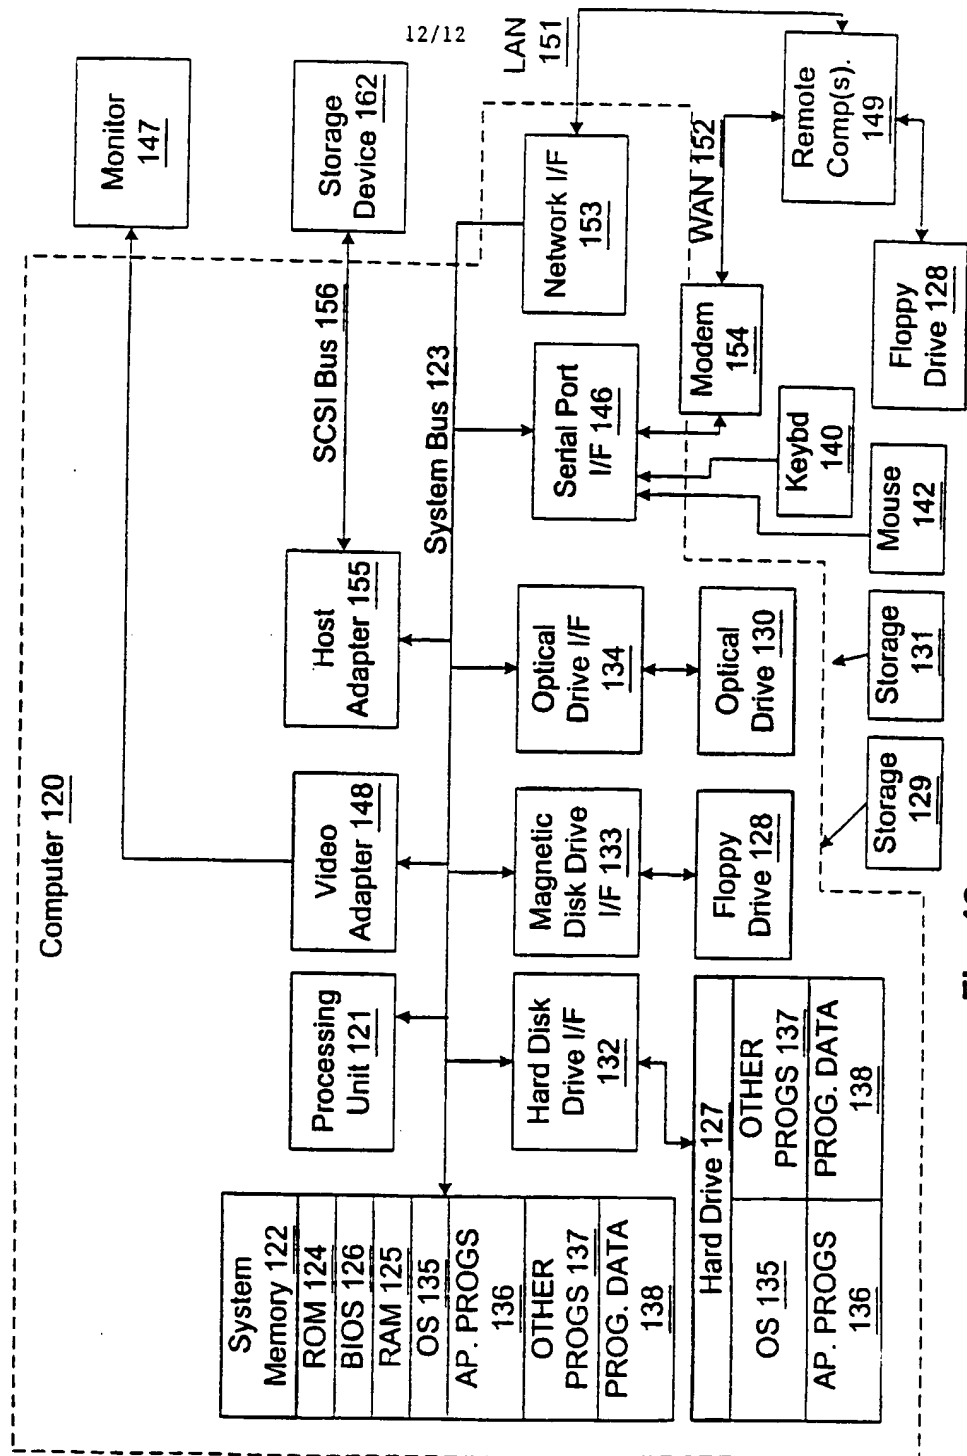 12/12
Computer 120
Monitor
147
Storage
Device 162
SCSI Bus 156
System Bus 123
LAN
151
Processing
Unit 121
Video
Adapter 148
Host
Adapter 155
Network I/F
153
Remote
Comp(s).
149
WAN 152
System
Memory 122
ROM 124
BIOS 126
RAM 125
OS 135
AP. PROGS
136
OTHER
PROGS 137
PROG. DATA
138
Hard Disk
Drive I/F
132
Magnetic
Disk Drive
I/F 133
Optical
Drive I/F
134
Serial Port
I/F 146
Modem
154
Hard Drive 127
OS 135
OTHER
PROGS 137
AP. PROGS
136
PROG. DATA
138
Floppy
Drive 128
Optical
Drive 130
Storage
129
Storage
131
Mouse
142
Keybd
140
Floppy
Drive 128